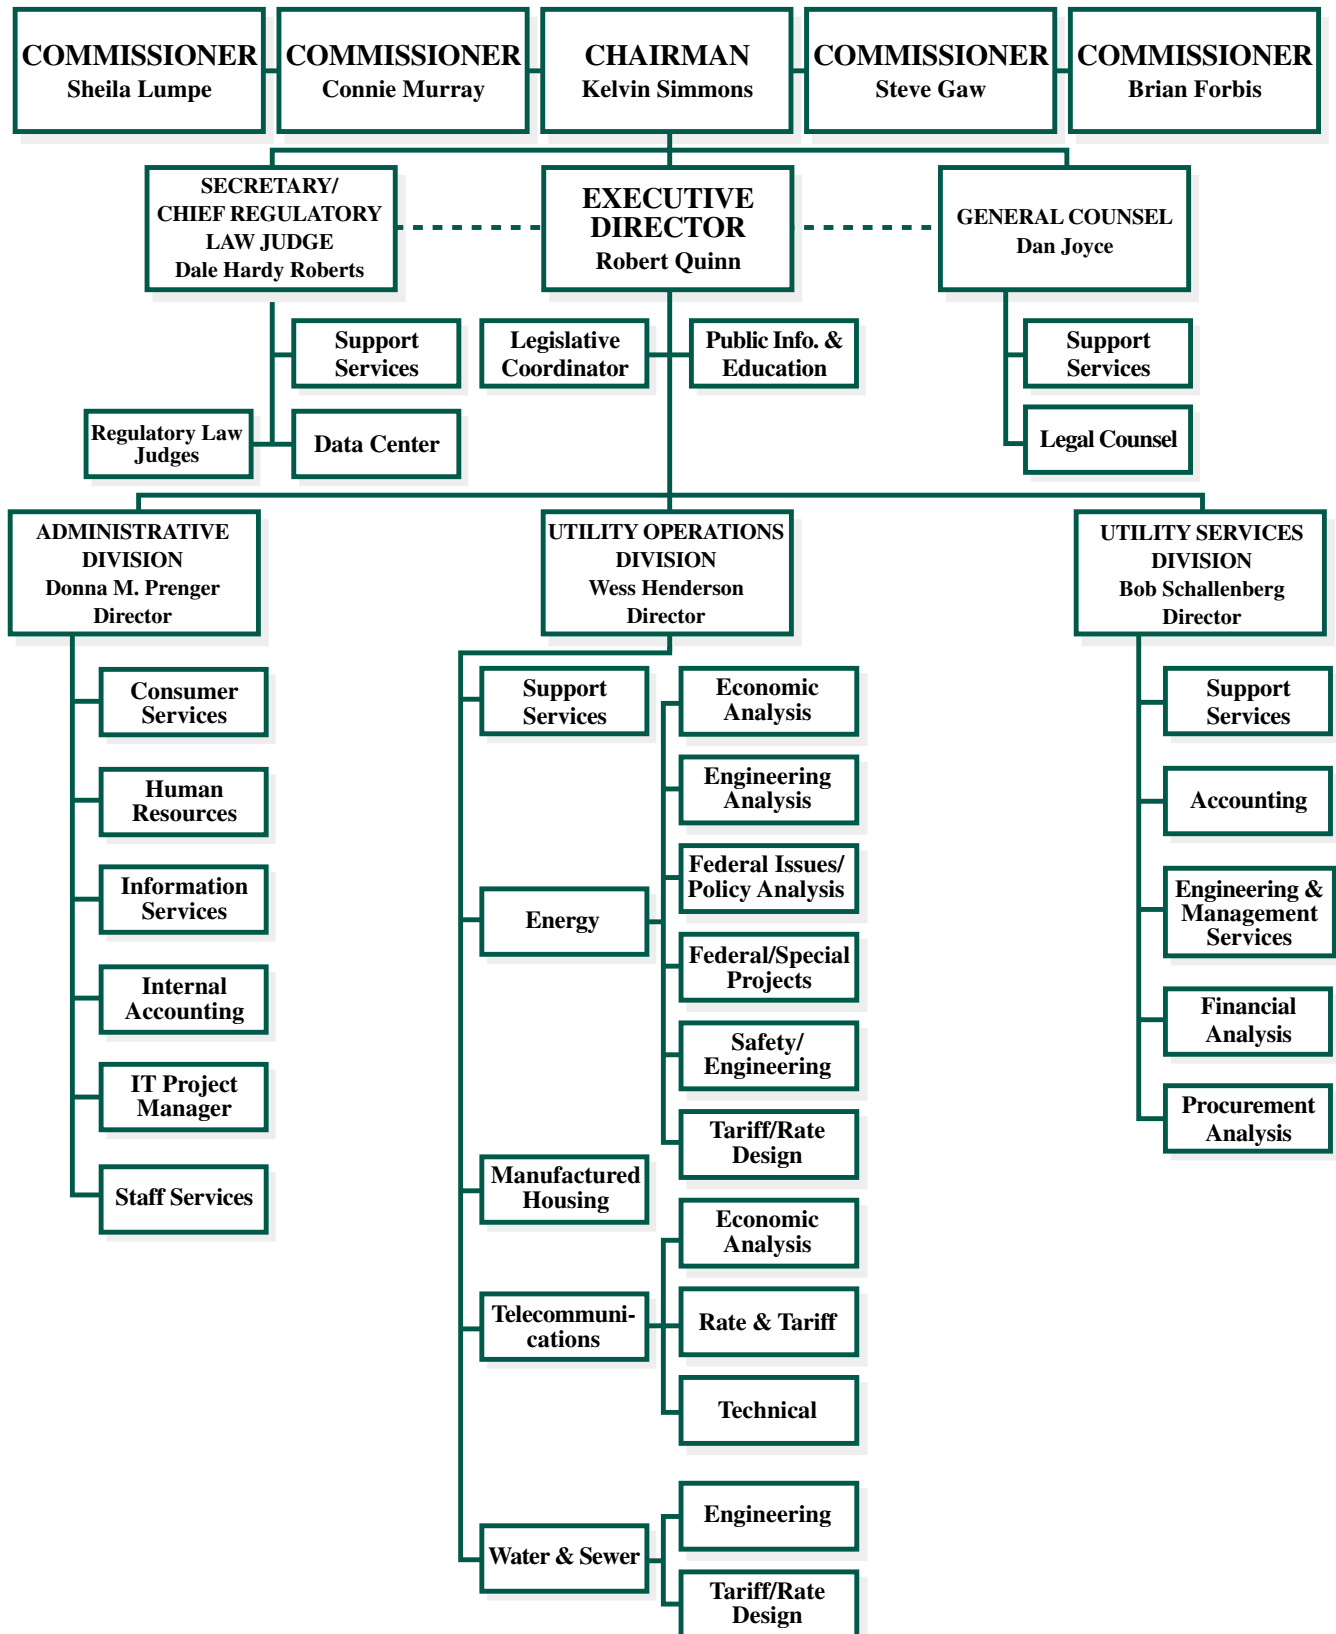 COMMISSIONER
Sheila Lumpe
COMMISSIONER
Connie Murray
CHAIRMAN
Kelvin Simmons
COMMISSIONER
Steve Gaw
COMMISSIONER
Brian Forbis
SECRETARY/
CHIEF REGULATORY
LAW JUDGE
Dale Hardy Roberts
EXECUTIVE
DIRECTOR
Robert Quinn
GENERAL COUNSEL
Dan Joyce
Support
Services
Legislative
Coordinator
Public Info. &
Education
Support
Services
Regulatory Law
Judges
Data Center
Legal Counsel
ADMINISTRATIVE
DIVISION
Donna M. Prenger
Director
UTILITY OPERATIONS
DIVISION
Wess Henderson
Director
UTILITY SERVICES
DIVISION
Bob Schallenberg
Director
Consumer
Services
Human
Resources
Information
Services
Internal
Accounting
IT Project
Manager
Staff Services
Support
Services
Energy
Economic
Analysis
Engineering
Analysis
Federal Issues/
Policy Analysis
Federal/Special
Projects
Safety/
Engineering
Tariff/Rate
Design
Manufactured
Housing
Telecommuni-
cations
Economic
Analysis
Rate & Tariff
Technical
Water & Sewer
Engineering
Tariff/Rate
Design
Support
Services
Accounting
Engineering &
Management
Services
Financial
Analysis
Procurement
Analysis